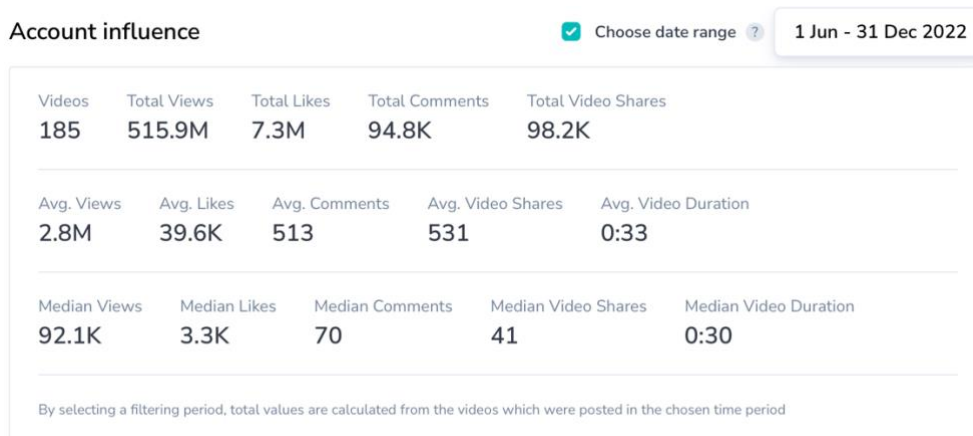 Account influence
Choose date range ? 1 Jun - 31 Dec 2022
Videos Total Views Total Likes Total Comments Total Video Shares
185 515.9M 7.3M 94.8K 98.2K
Avg. Views Avg. Likes Avg. Comments Avg. Video Shares Avg. Video Duration
2.8M 39.6K 513 531 0:33
Median Views Median Likes Median Comments Median Video Shares Median Video Duration
92.1K 3.3K 70 41 0:30
By selecting a filtering period, total values are calculated from the videos which were posted in the chosen time period